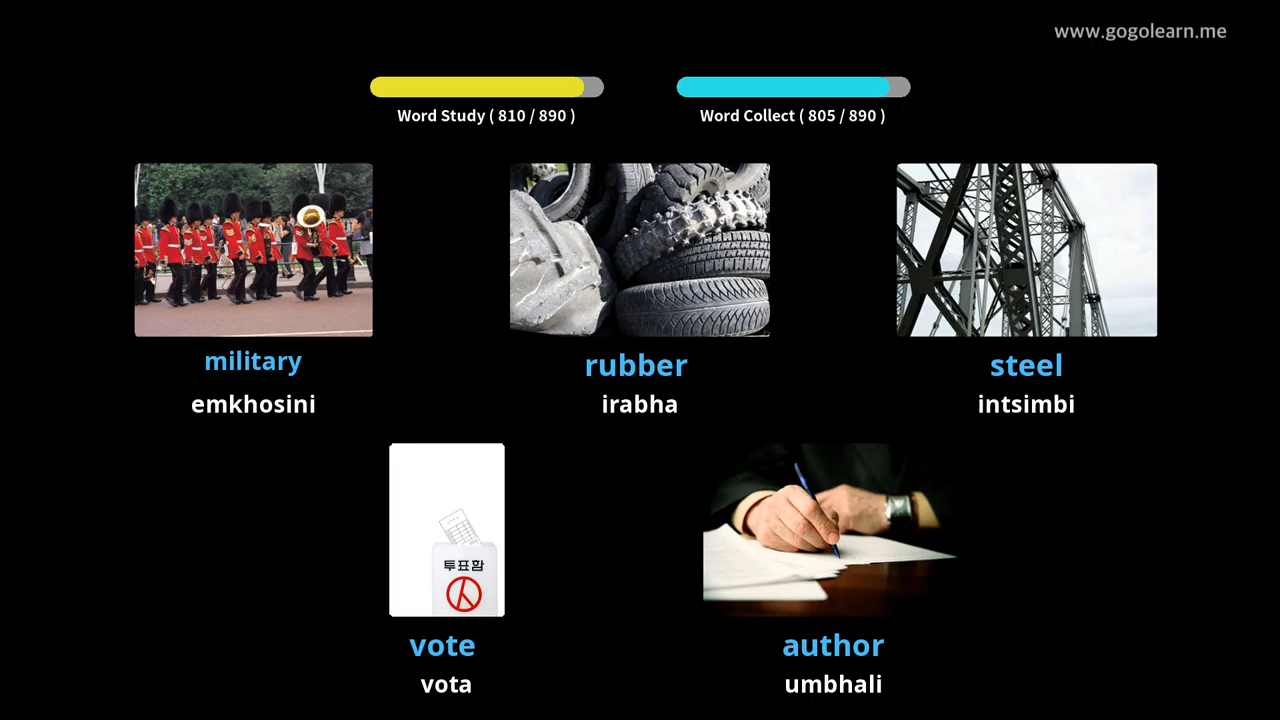 www.gogolearn.me
Word Study ( 810 / 890 )
Word Collect ( 805 / 890 )
military
emkhosini
rubber
irabha
steel
intsimbi
투표함
vote
vota
author
umbhali